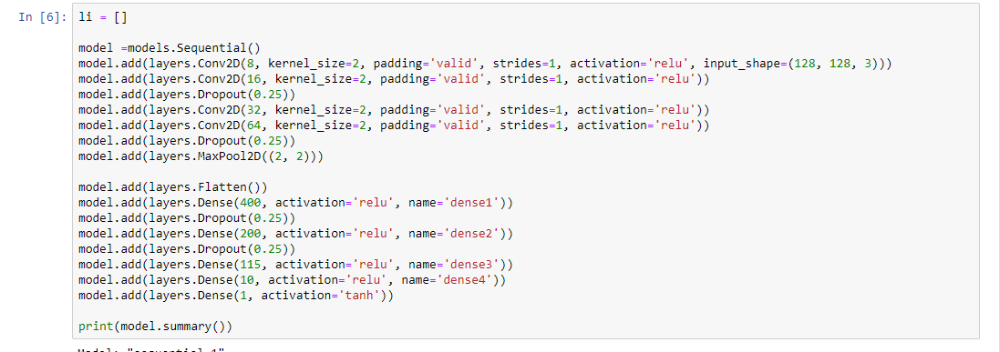 In [6]: li = []
model =models.Sequential()
model.add(layers.Conv2D(8, kernel_size=2, padding='valid', strides=1, activation='relu', input_shape=(128, 128, 3)))
model.add(layers.Conv2D(16, kernel_size=2, padding='valid', strides=1, activation='relu'))
model.add(layers.Dropout(0.25))
model.add(layers.Conv2D(32, kernel_size=2, padding='valid', strides=1, activation='relu'))
model.add(layers.Conv2D(64, kernel_size=2, padding='valid', strides=1, activation='relu'))
model.add(layers.Dropout(0.25))
model.add(layers.MaxPool2D((2, 2)))
model.add(layers.Flatten())
model.add(layers.Dense(400, activation='relu', name='dense1'))
model.add(layers.Dropout(0.25))
model.add(layers.Dense(200, activation='relu', name='dense2'))
model.add(layers.Dropout(0.25))
model.add(layers.Dense(115, activation='relu', name='dense3'))
model.add(layers.Dense(10, activation='relu', name='dense4'))
model.add(layers.Dense(1, activation='tanh'))
print(model.summary())